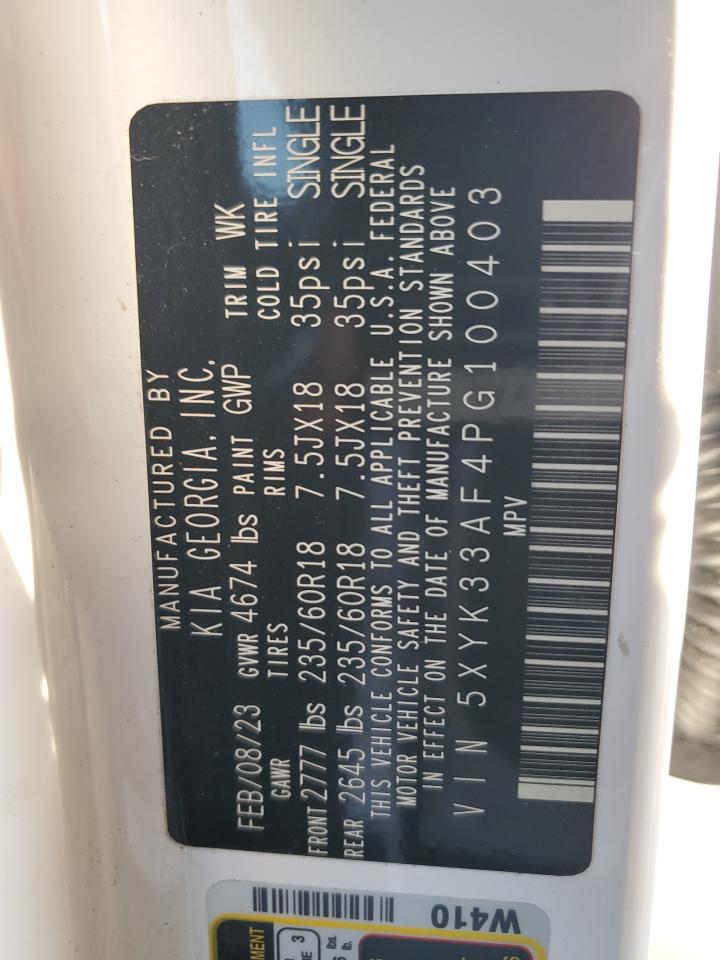 MANUFACTURED BY
KIA GEORGIA, INC.
FEB/08/23 GVWR 4674 lbs PAINT GWP TRIM WK
GAWR TIRES RIMS COLD TIRE INFL
FRONT 2777 lbs 235/60R18 7.5JX18 35psi SINGLE
REAR 2645 lbs 235/60R18 7.5JX18 35psi SINGLE
THIS VEHICLE CONFORMS TO ALL APPLICABLE U.S.A. FEDERAL
MOTOR VEHICLE SAFETY AND THEFT PREVENTION STANDARDS
IN EFFECT ON THE DATE OF MANUFACTURE SHOWN ABOVE
VIN 5XYK33AF4PG100403
MPV
W410
3
lbs.
lb.